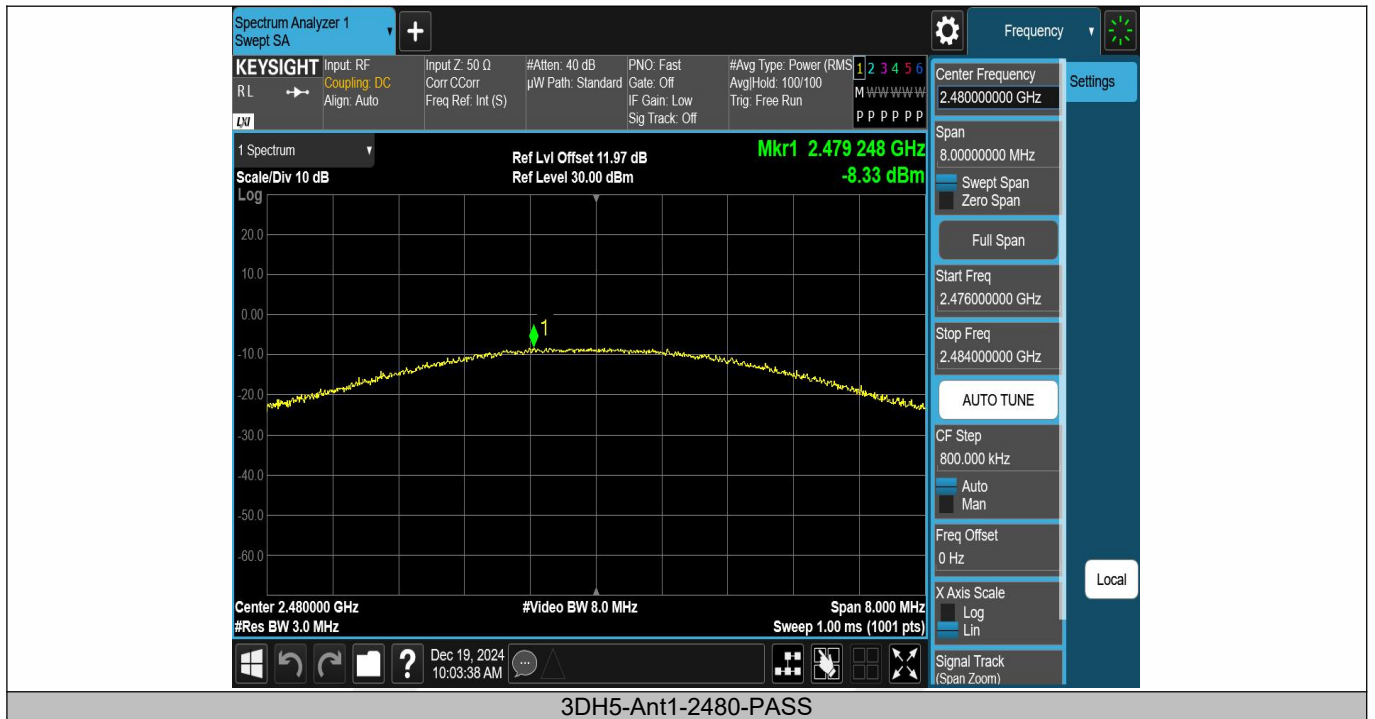 Spectrum Analyzer 1
Swept SA
Frequency
KEYSIGHT
RL
LXI
Input: RF
Coupling: DC
Align: Auto
Input Z: 50 Ω
Corr CCorr
Freq Ref: Int (S)
#Atten: 40 dB
µW Path: Standard
PNO: Fast
Gate: Off
IF Gain: Low
Sig Track: Off
#Avg Type: Power (RMS
Avg|Hold: 100/100
Trig: Free Run
1 2 3 4 5 6
M W W W W W
P P P P P P
1 Spectrum
Scale/Div 10 dB
Log
Ref Lvl Offset 11.97 dB
Ref Level 30.00 dBm
Mkr1 2.479 248 GHz
-8.33 dBm
20.0
10.0
0.00
-10.0
-20.0
-30.0
-40.0
-50.0
-60.0
1
Center 2.480000 GHz
#Res BW 3.0 MHz
#Video BW 8.0 MHz
Span 8.000 MHz
Sweep 1.00 ms (1001 pts)
Dec 19, 2024
10:03:38 AM
Center Frequency
2.480000000 GHz
Settings
Span
8.00000000 MHz
Swept Span
Zero Span
Full Span
Start Freq
2.476000000 GHz
Stop Freq
2.484000000 GHz
AUTO TUNE
CF Step
800.000 kHz
Auto
Man
Freq Offset
0 Hz
Local
X Axis Scale
Log
Lin
Signal Track
(Span Zoom)
3DH5-Ant1-2480-PASS